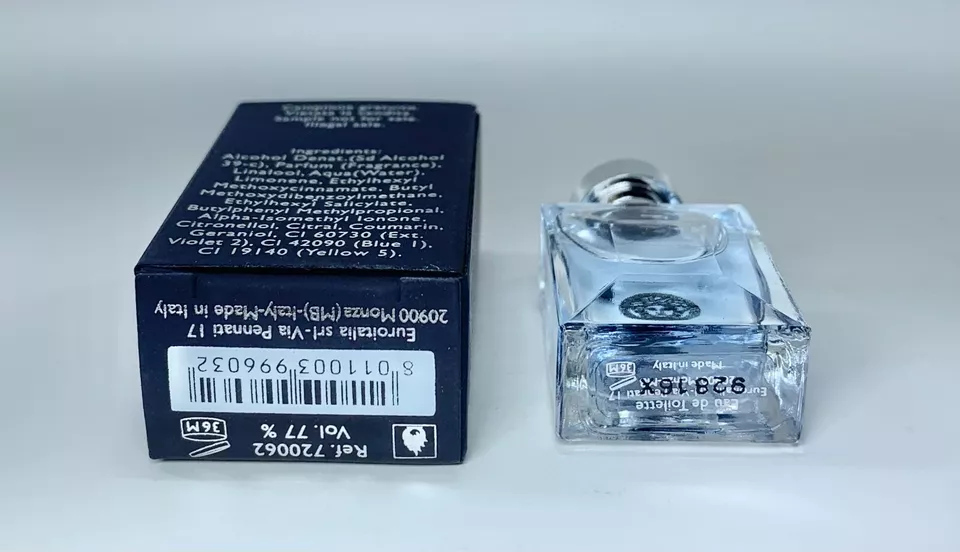 Campione gratuito.
Vietata la Vendita.
Sample not for sale.
Illegal sale.
Ingredients:
Alcohol Denat.(Sd Alcohol
39-c), Parfum (Fragrance),
Linalool, Aqua(Water),
Limonene, Ethylhexyl
Methoxycinnamate, Butyl
Methoxydibenzoylmethane,
Ethylhexyl Salicylate,
Butylphenyl Methylpropional,
Alpha-Isomethyl Ionone,
Citronellol, Citral, Coumarin,
Geraniol, CI 60730 (Ext.
Violet 2), CI 42090 (Blue 1),
CI 19140 (Yellow 5).
Ref. 720062
Vol. 77 %
36M
8 011003 996032
Euroitalia srl-Via Pennati 17
20900 Monza(MB)-Italy-Made in Italy
Eau de Toilette
17
Made in Italy
36M
92816X